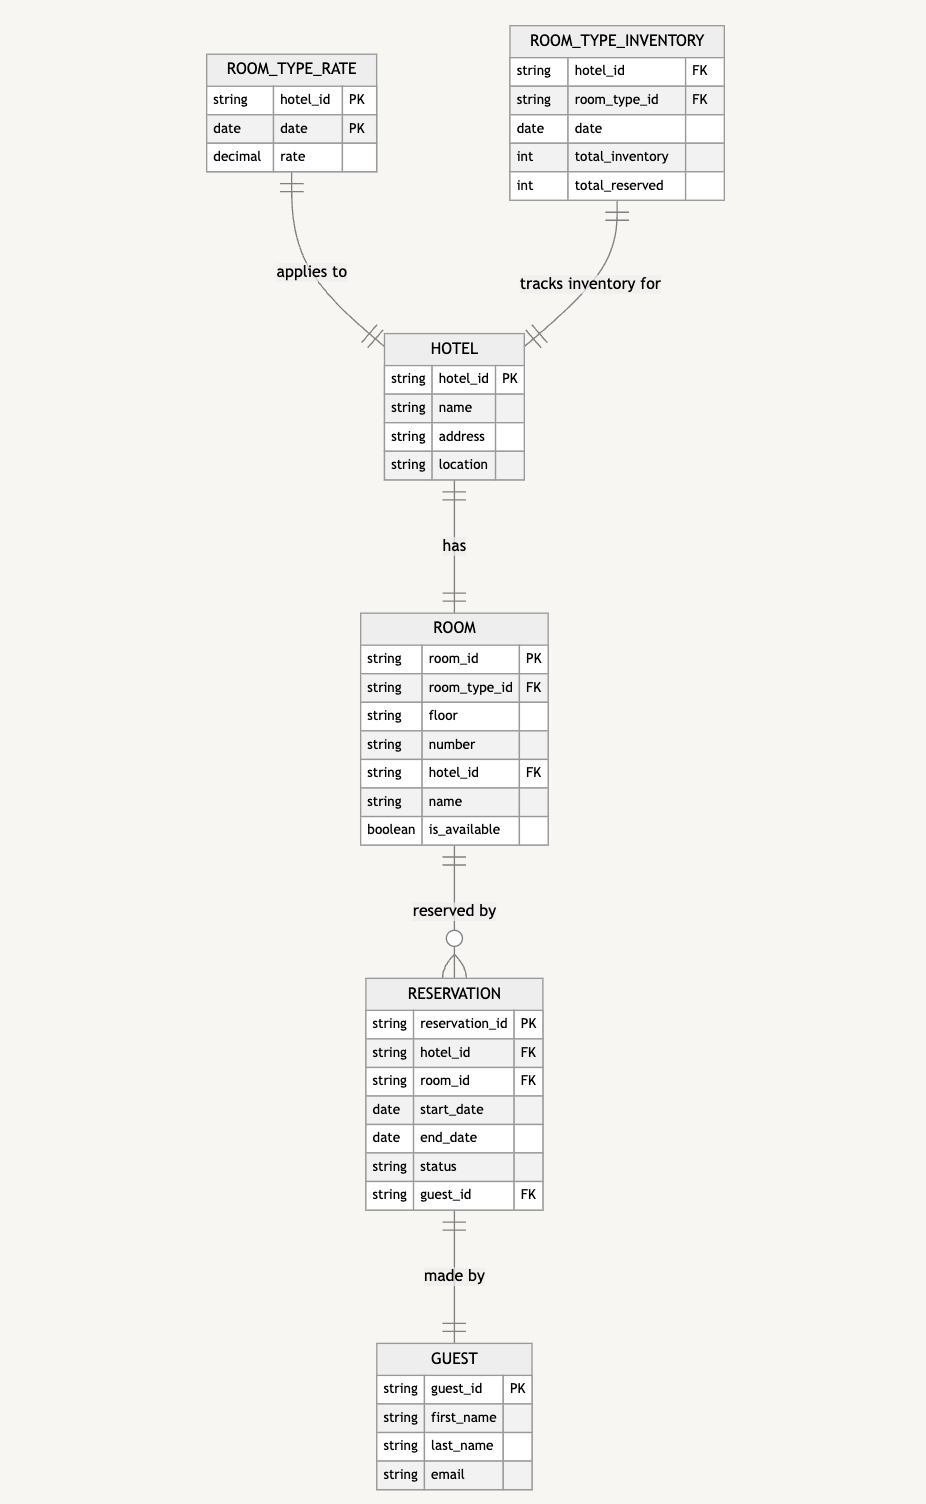 ROOM_TYPE_RATE
string hotel_id PK
date date PK
decimal rate
ROOM_TYPE_INVENTORY
string hotel_id FK
string room_type_id FK
date date
int total_inventory
int total_reserved
applies to
tracks inventory for
HOTEL
string hotel_id PK
string name
string address
string location
has
ROOM
string room_id PK
string room_type_id FK
string floor
string number
string hotel_id FK
string name
boolean is_available
reserved by
RESERVATION
string reservation_id PK
string hotel_id FK
string room_id FK
date start_date
date end_date
string status
string guest_id FK
made by
GUEST
string guest_id PK
string first_name
string last_name
string email